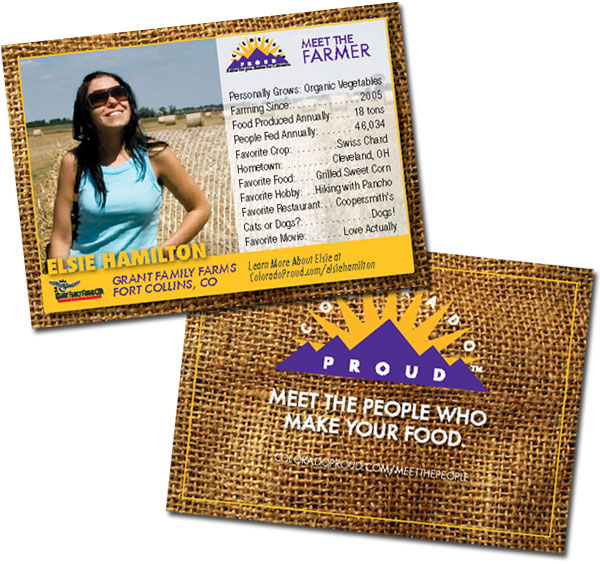 PROUD
MEET THE
FARMER
Personally Grows: Organic Vegetables
Farming Since: 2005
Food Produced Annually: 18 tons
People Fed Annually: 46,034
Favorite Crop: Swiss Chard
Hometown: Cleveland, OH
Favorite Food: Grilled Sweet Corn
Favorite Hobby: Hiking with Pancho
Favorite Restaurant: Coopersmith's
Cats or Dogs?: Dogs!
Favorite Movie: Love Actually
ELSIE HAMILTON
GRANT FAMILY FARMS
FORT COLLINS, CO
Learn More About Elsie at
ColoradoProud.com/elsiehamilton
PROUD™
MEET THE PEOPLE WHO
MAKE YOUR FOOD.
COLORADOPROUD.COM/MEETTHEPEOPLE